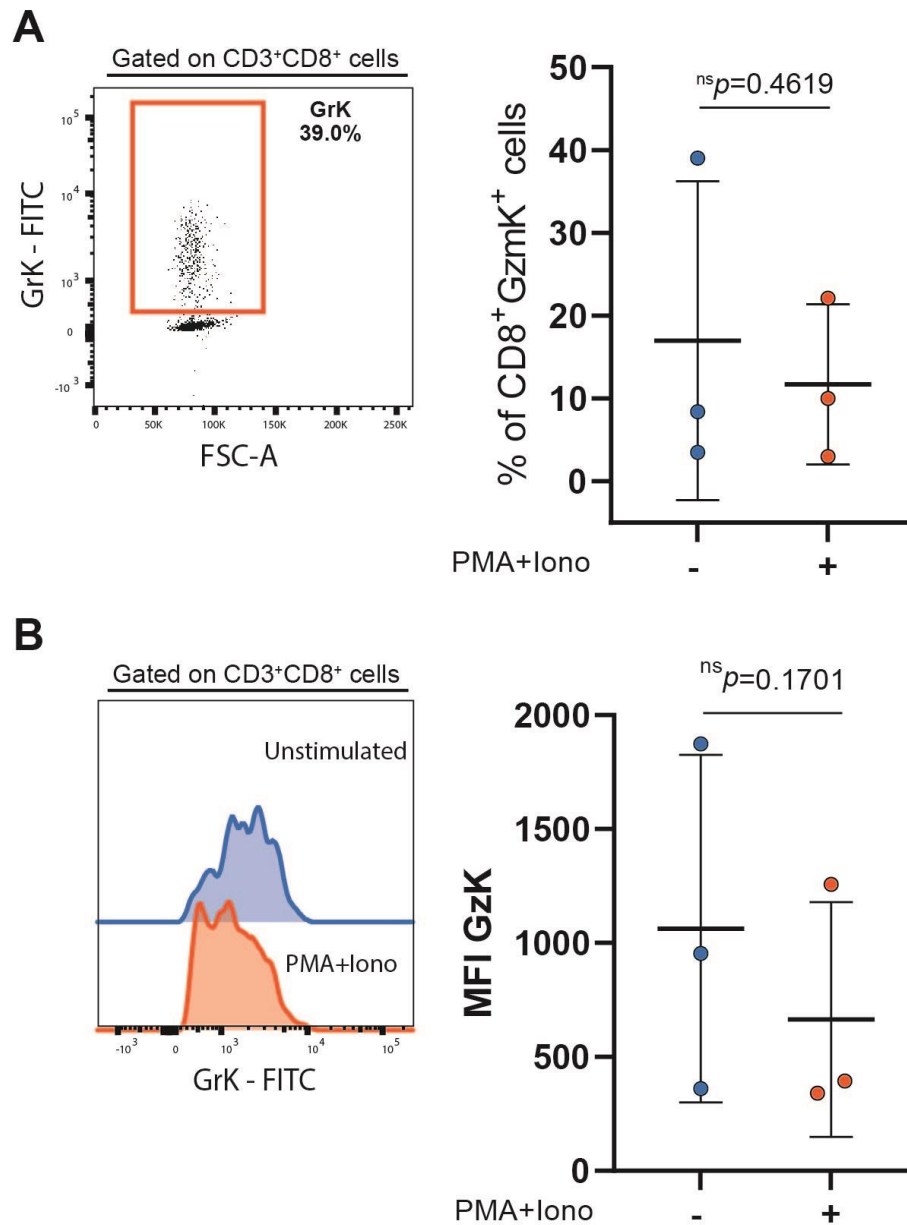 A
Gated on CD3⁺CD8⁺ cells
GrK
39.0%
10⁵
10⁴
10³
0
-10³
GrK - FITC
0 50K 100K 150K 200K 250K
FSC-A
ⁿˢp=0.4619
50
40
30
20
10
0
% of CD8⁺GzmK⁺ cells
PMA+Iono - +
B
Gated on CD3⁺CD8⁺ cells
Unstimulated
PMA+Iono
-10³ 0 10³ 10⁴ 10⁵
GrK - FITC
ⁿˢp=0.1701
2000
1500
1000
500
0
MFI GzK
PMA+Iono - +